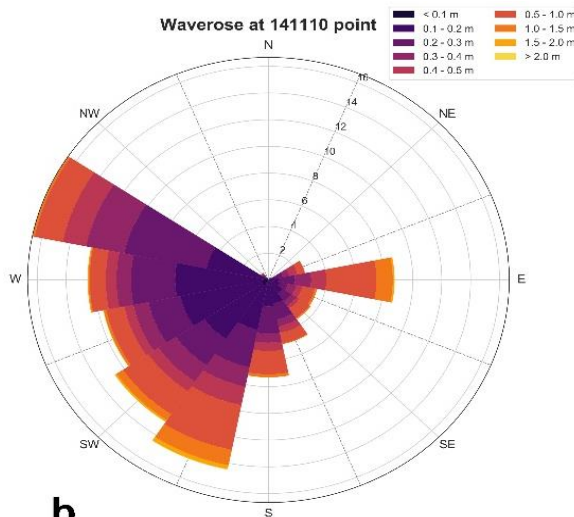 Waverose at 141110 point
< 0.1 m
0.1 - 0.2 m
0.2 - 0.3 m
0.3 - 0.4 m
0.4 - 0.5 m
0.5 - 1.0 m
1.0 - 1.5 m
1.5 - 2.0 m
> 2.0 m
N
16
14
12
10
8
6
4
2
NW
NE
W
E
SW
SE
S
b